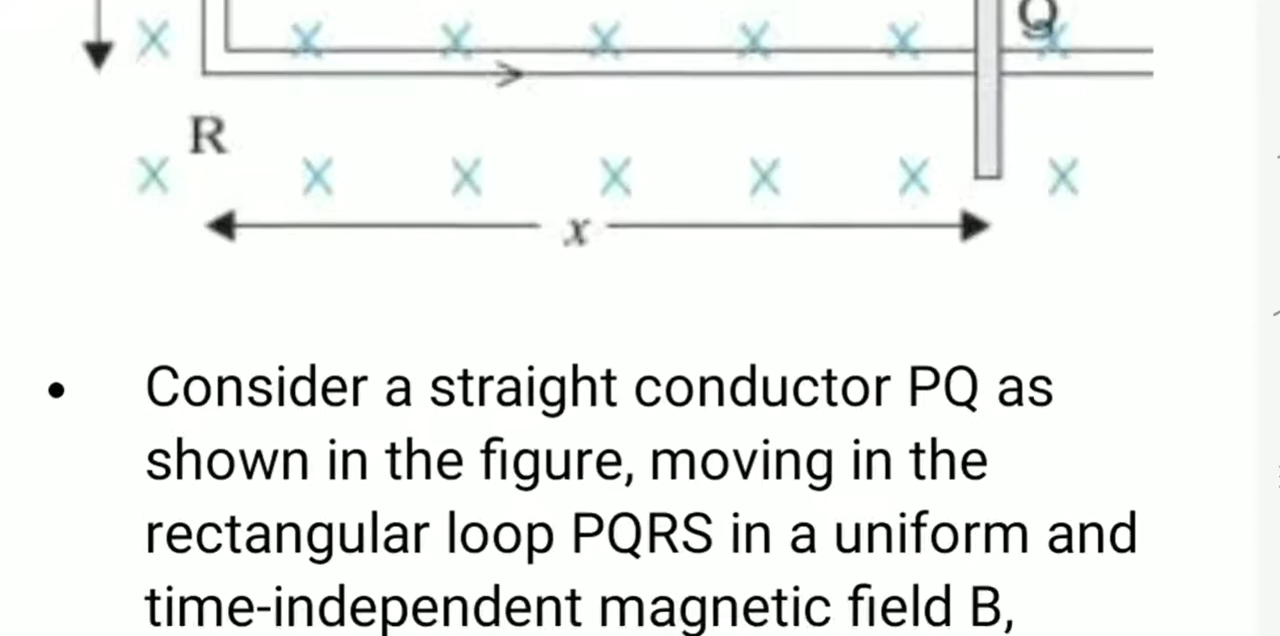 Q
R
x
• Consider a straight conductor PQ as
shown in the figure, moving in the
rectangular loop PQRS in a uniform and
time-independent magnetic field B,